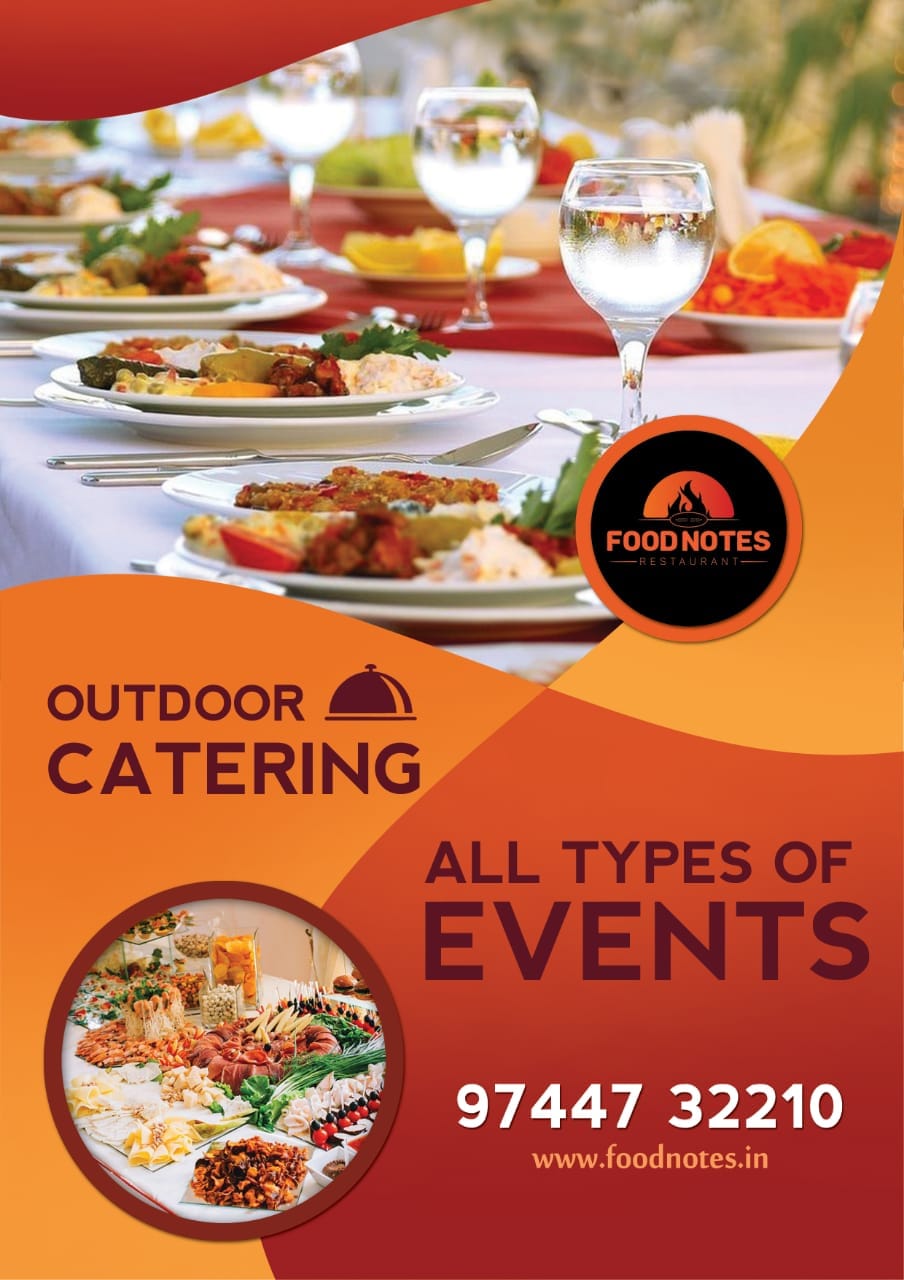 FOOD NOTES
RESTAURANT
OUTDOOR
CATERING
ALL TYPES OF
EVENTS
97447 32210
www.foodnotes.in